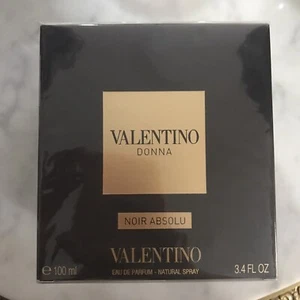 VALENTINO
DONNA
NOIR ABSOLU
VALENTINO
℮ 100 ml EAU DE PARFUM - NATURAL SPRAY 3.4 FL OZ